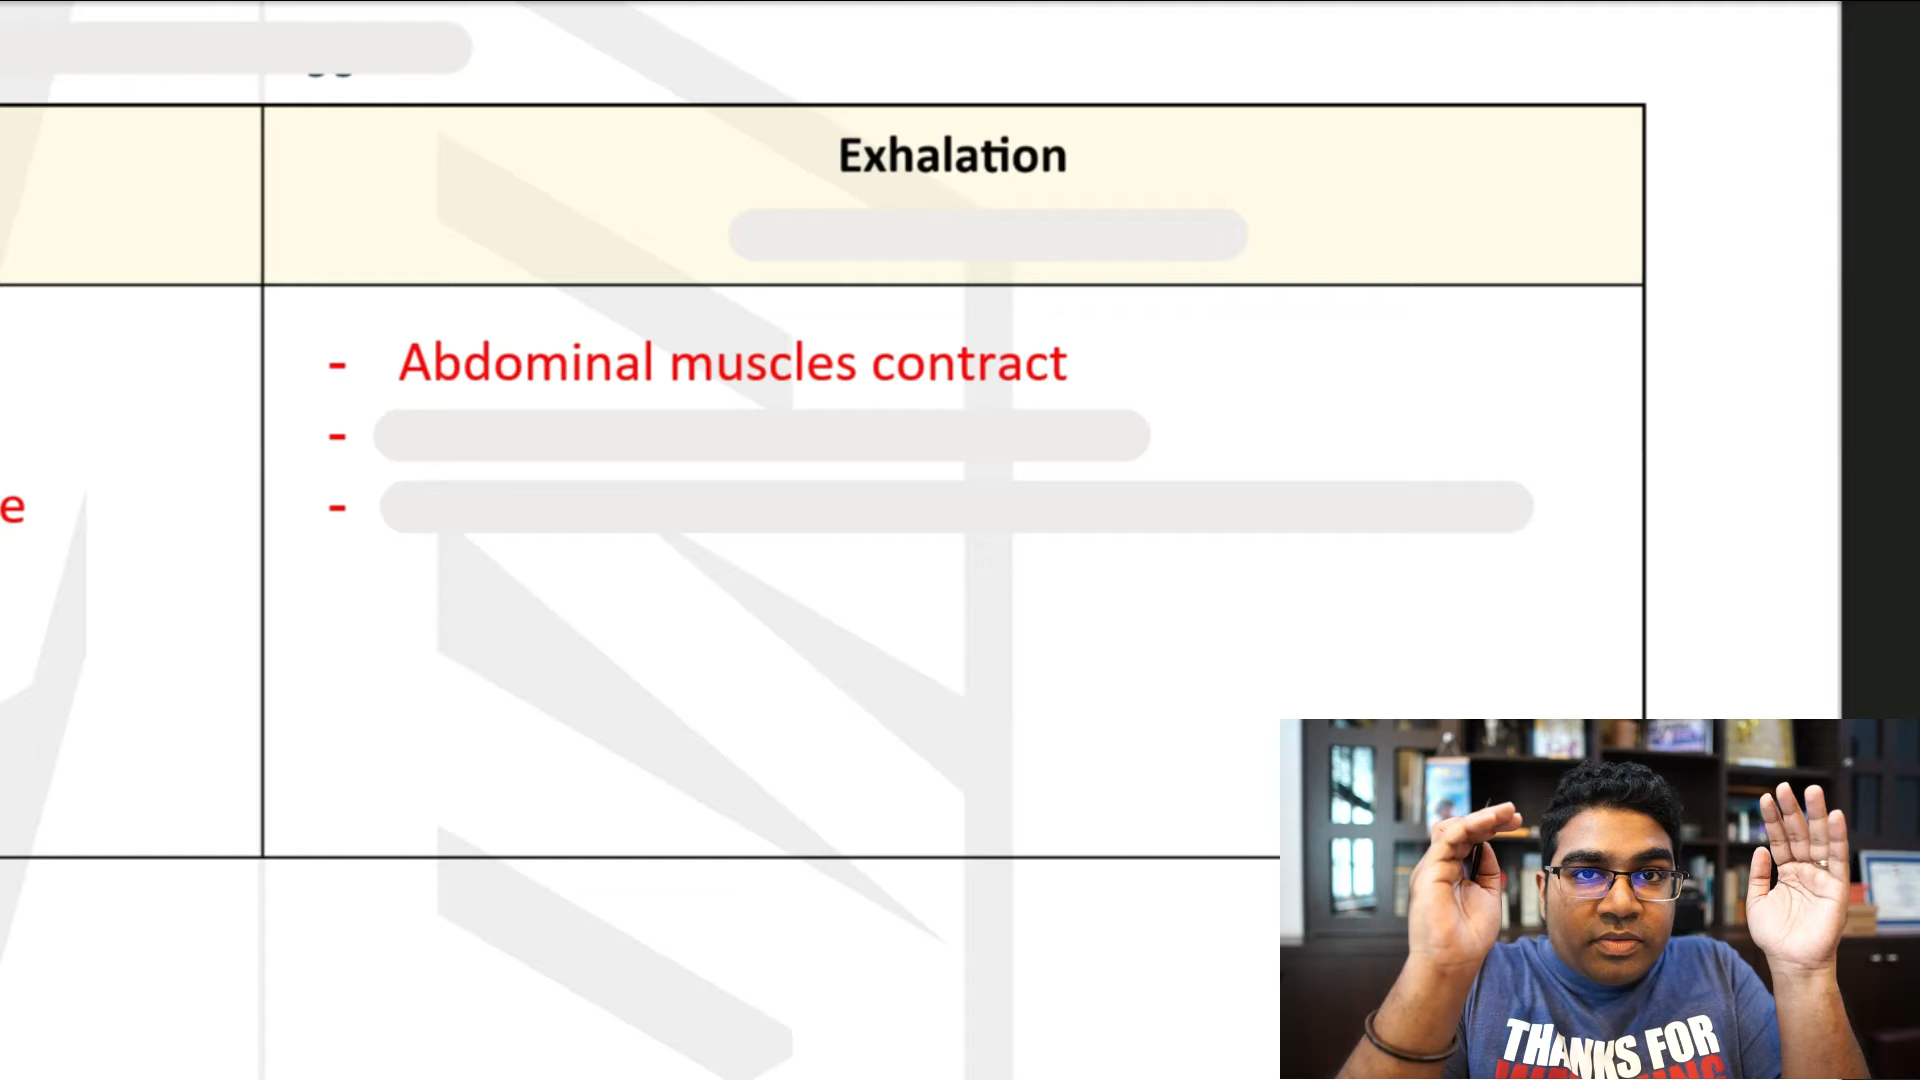 Exhalation
- Abdominal muscles contract
-
e
-
THANKS FOR